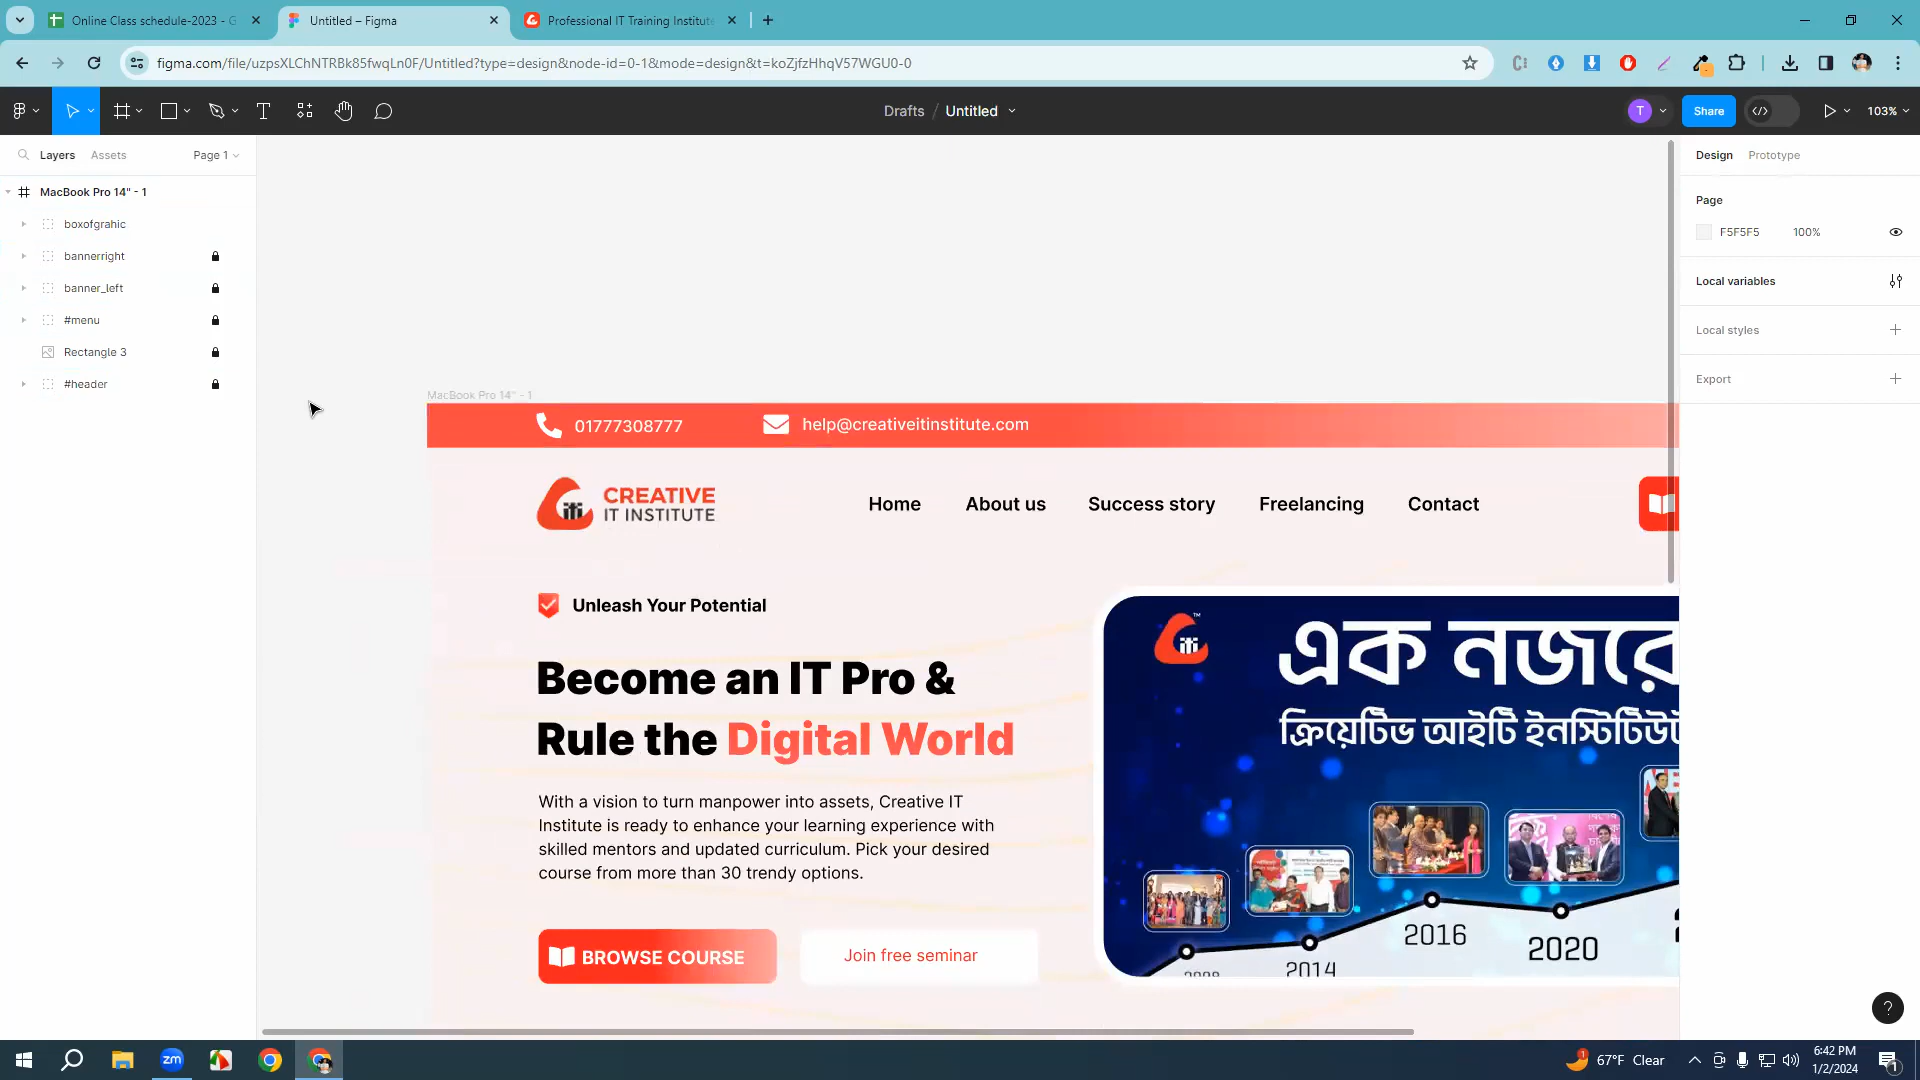 Online Class schedule-2023 - G
Untitled – Figma
Professional IT Training Institute
figma.com/file/uzpsXLChNTRBk85fwqLn0F/Untitled?type=design&node-id=0-1&mode=design&t=koZjfzHhqV57WGU0-0
Drafts / Untitled
T
Share
103%
Layers
Assets
Page 1
Design
Prototype
MacBook Pro 14" - 1
boxofgrahic
bannerright
banner_left
#menu
Rectangle 3
#header
Page
F5F5F5
100%
Local variables
Local styles
Export
MacBook Pro 14" - 1
01777308777
help@creativeitinstitute.com
CREATIVE
IT INSTITUTE
Home
About us
Success story
Freelancing
Contact
Unleash Your Potential
Become an IT Pro &
Rule the Digital World
With a vision to turn manpower into assets, Creative IT
Institute is ready to enhance your learning experience with
skilled mentors and updated curriculum. Pick your desired
course from more than 30 trendy options.
BROWSE COURSE
Join free seminar
TM
এক নজরে
ক্রিয়েটিভ আইটি
2014
2016
2020
?
zm
67°F Clear
6:42 PM
1/2/2024